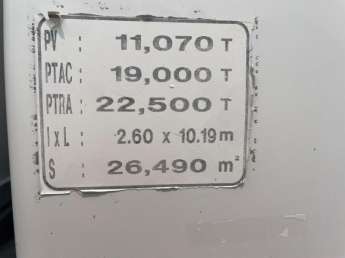 PV : 11,070 T
PTAC : 19,000 T
PTRA : 22,500 T
l x L : 2.60 x 10.19 m
S : 26,490 m²